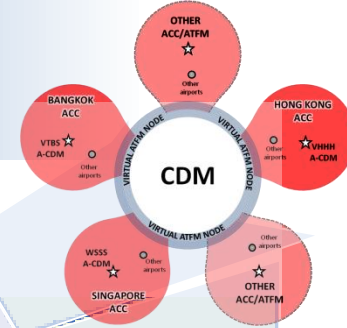 OTHER
ACC/ATFM
Other
airports
BANGKOK
ACC
VTBS
A-CDM
Other
airports
HONG KONG
ACC
Other
airports
VHHH
A-CDM
VIRTUAL ATFM NODE
VIRTUAL ATFM NODE
CDM
VIRTUAL ATFM NODE
WSSS
A-CDM
Other
airports
SINGAPORE
ACC
Other
airports
OTHER
ACC/ATFM